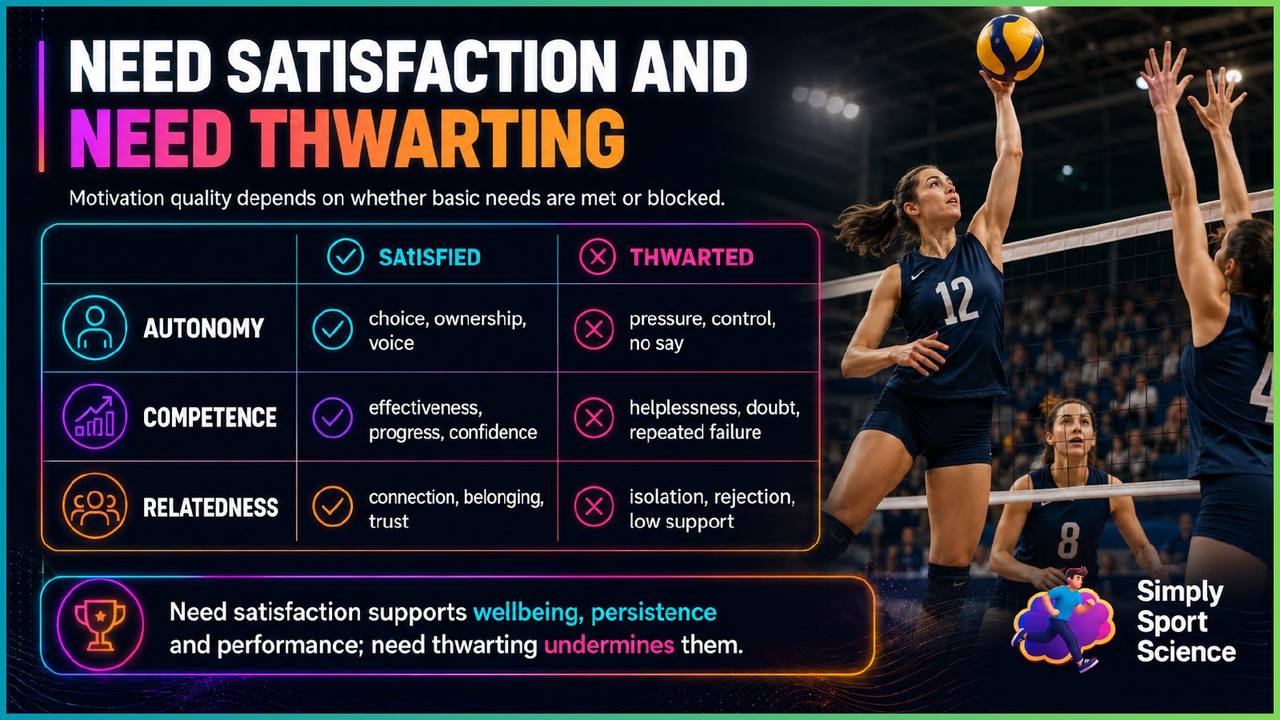 NEED SATISFACTION AND
NEED THWARTING
Motivation quality depends on whether basic needs are met or blocked.
SAtISFIED
THWARTED
AUTONOMY
choice, ownership,
voice
pressure, control,
no say
COMPETENCE
effectiveness,
progress, confidence
helplessness, doubt,
repeated failure
RELATEDNESS
connection, belonging,
trust
isolation, rejection,
low support
Need satisfaction supports wellbeing, persistence
and performance; need thwarting undermines them.
12
8
4
Simply
Sport
Science